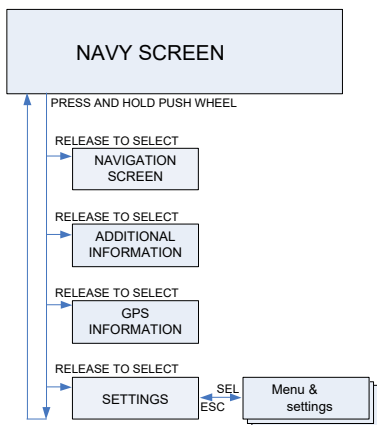 NAVY SCREEN
PRESS AND HOLD PUSH WHEEL
RELEASE TO SELECT
NAVIGATION
SCREEN
RELEASE TO SELECT
ADDITIONAL
INFORMATION
RELEASE TO SELECT
GPS
INFORMATION
RELEASE TO SELECT
SETTINGS
SEL
ESC
Menu &
settings